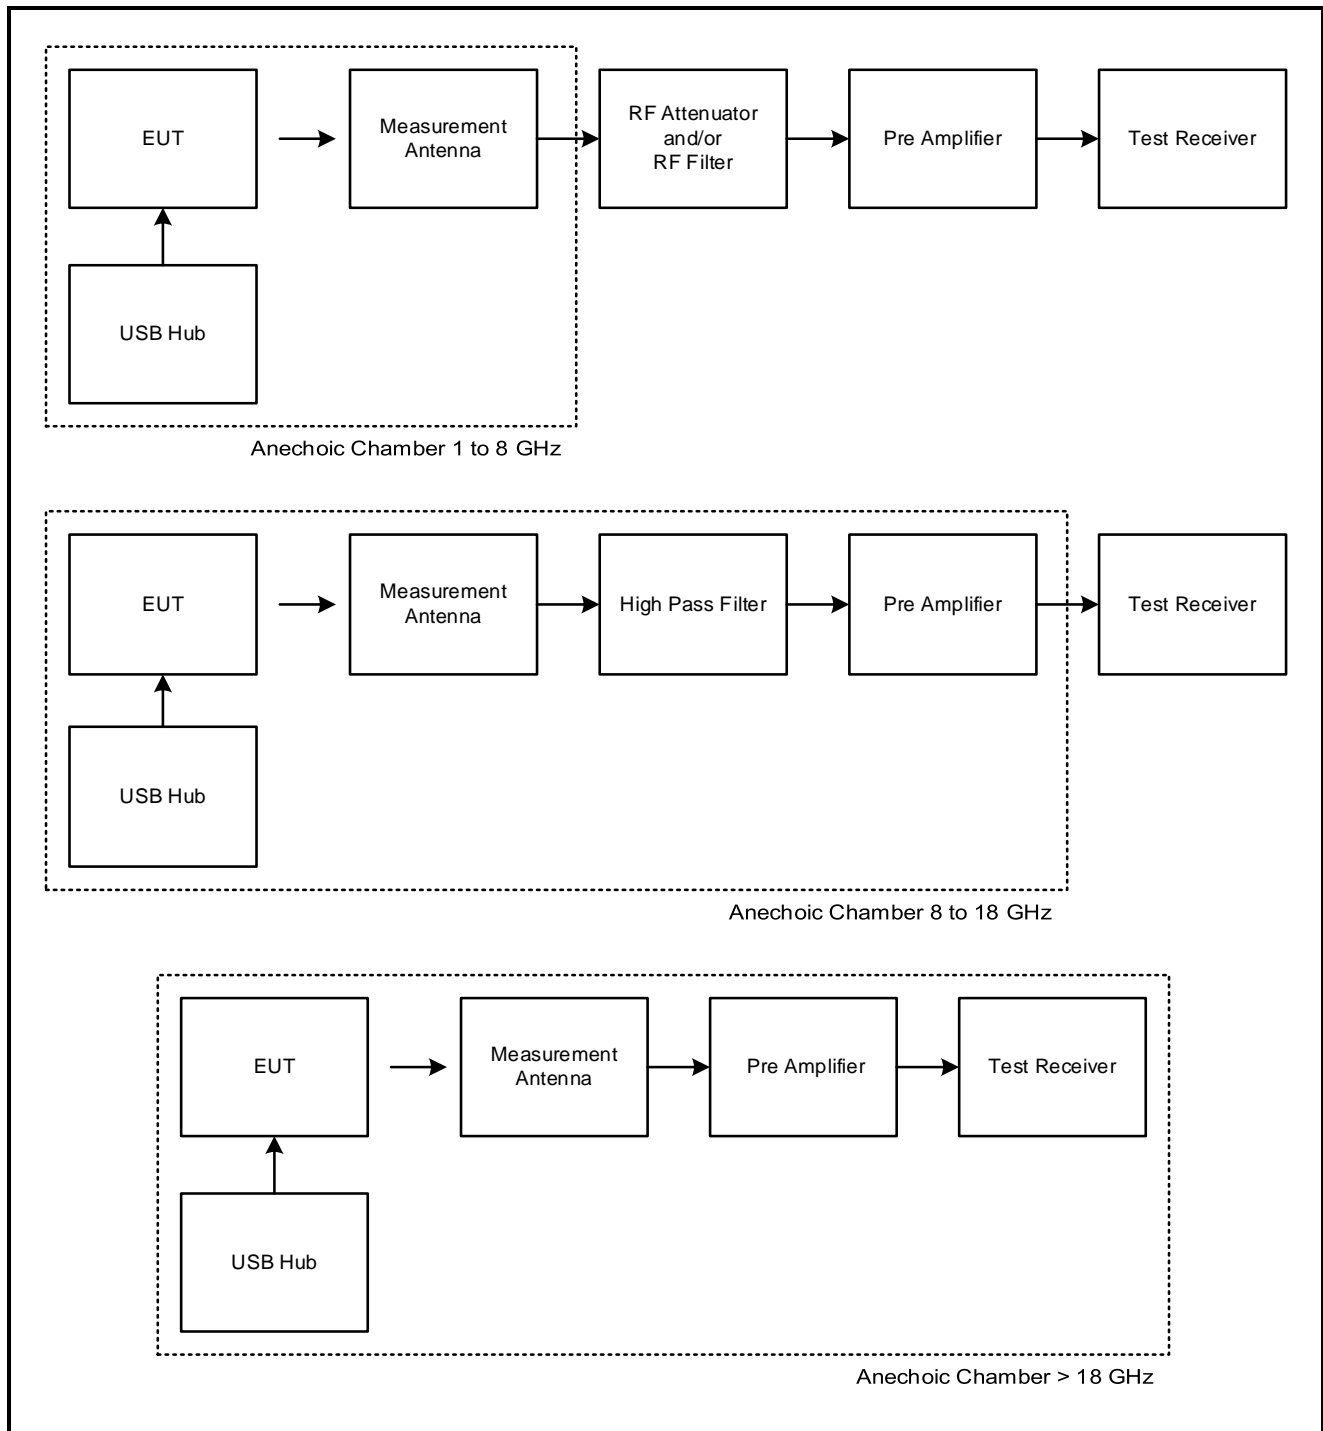 EUT
Measurement
Antenna
RF Attenuator
and/or
RF Filter
Pre Amplifier
Test Receiver
USB Hub
Anechoic Chamber 1 to 8 GHz
EUT
Measurement
Antenna
High Pass Filter
Pre Amplifier
Test Receiver
USB Hub
Anechoic Chamber 8 to 18 GHz
EUT
Measurement
Antenna
Pre Amplifier
Test Receiver
USB Hub
Anechoic Chamber > 18 GHz